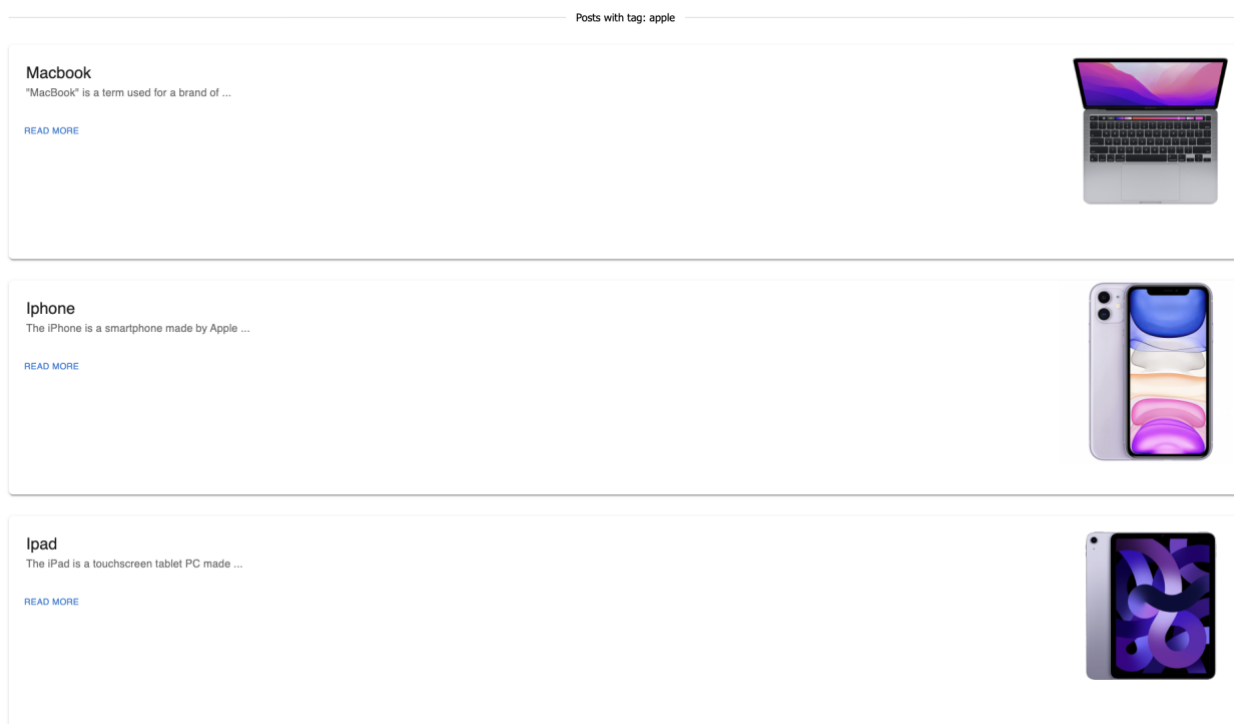 Posts with tag: apple
Macbook
"MacBook" is a term used for a brand of ...
READ MORE
Iphone
The iPhone is a smartphone made by Apple ...
READ MORE
Ipad
The iPad is a touchscreen tablet PC made ...
READ MORE